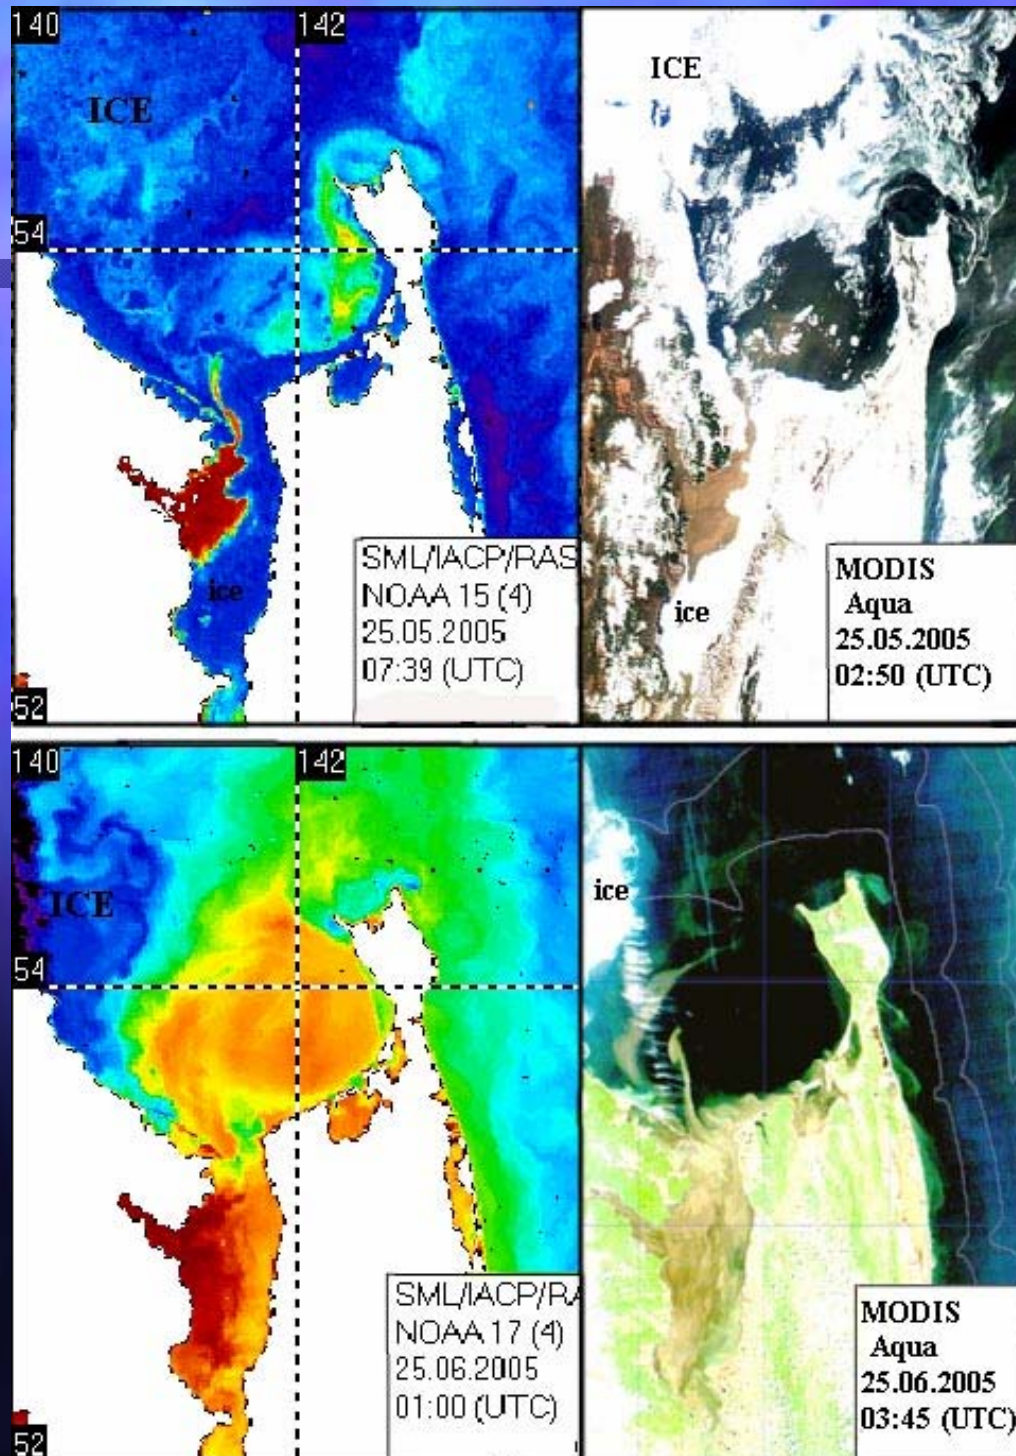 140
142
ICE
54
ice
SML/IACP/RAS
NOAA 15 (4)
25.05.2005
07:39 (UTC)
52
ICE
ice
MODIS
Aqua
25.05.2005
02:50 (UTC)
140
142
ICE
54
SML/IACP/RA
NOAA 17 (4)
25.06.2005
01:00 (UTC)
52
ice
MODIS
Aqua
25.06.2005
03:45 (UTC)